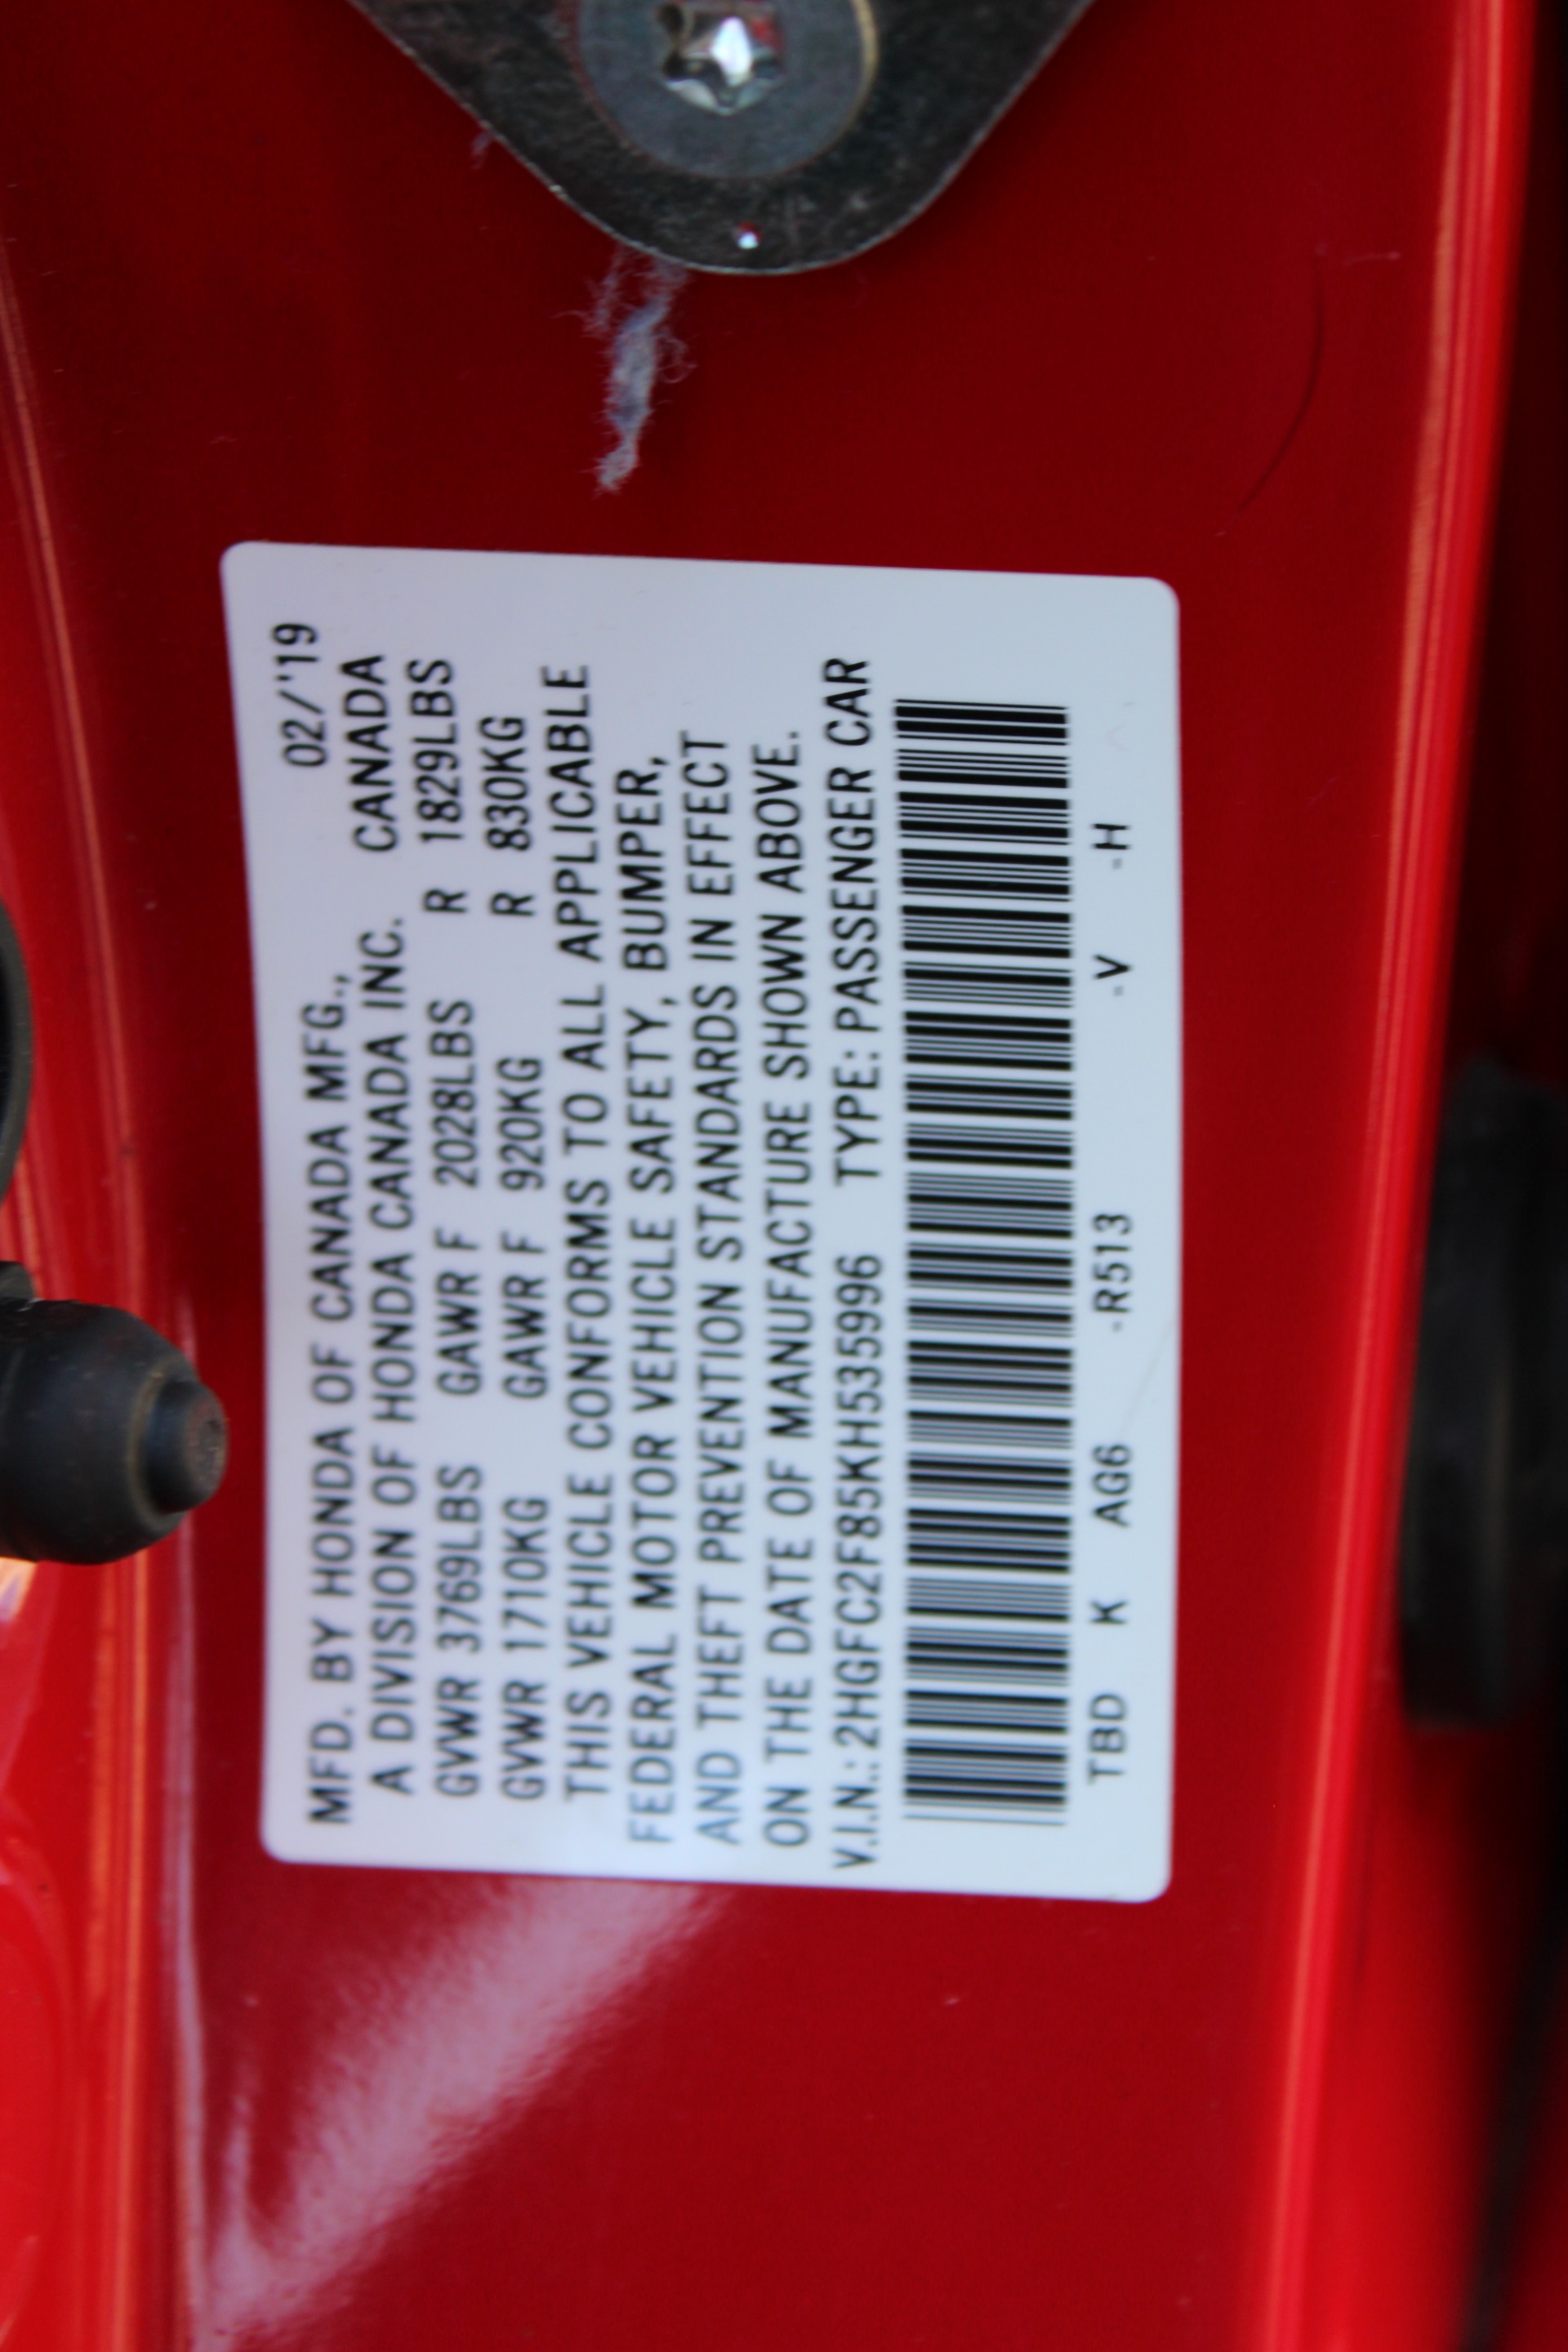 02/'19
MFD. BY HONDA OF CANADA MFG.,
A DIVISION OF HONDA CANADA INC. CANADA
GVWR 3769LBS GAWR F 2028LBS R 1829LBS
GVWR 1710KG GAWR F 920KG R 830KG
THIS VEHICLE CONFORMS TO ALL APPLICABLE
FEDERAL MOTOR VEHICLE SAFETY, BUMPER,
AND THEFT PREVENTION STANDARDS IN EFFECT
ON THE DATE OF MANUFACTURE SHOWN ABOVE.
V.I.N.: 2HGFC2F85KH535996 TYPE: PASSENGER CAR
TBD K AG6 -R513 -V -H